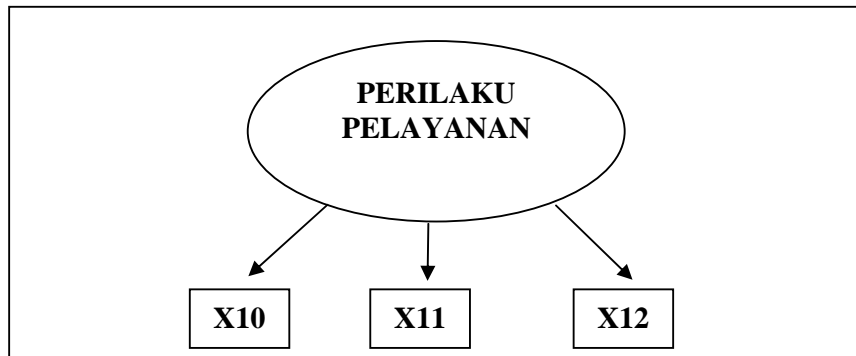 PERILAKU
PELAYANAN
X10
X11
X12